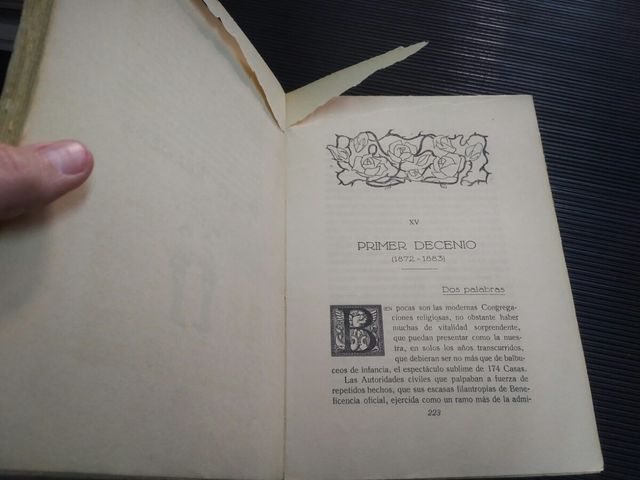 XV
PRIMER DECENIO
(1872-1883)
Dos palabras
BIEN pocas son las modernas Congrega-
ciones religiosas, no obstante haber
muchas de vitalidad sorprendente,
que puedan presentar como la nues-
tra, en solos los años transcurridos,
que debieran ser no más que de balbu-
ceos de infancia, el espectáculo sublime de 174 Casas.
Las Autoridades civiles que palpaban a fuerza de
repetidos hechos, que sus escasas filantropías de Bene-
ficencia oficial, ejercida como un ramo más de la admi-
223